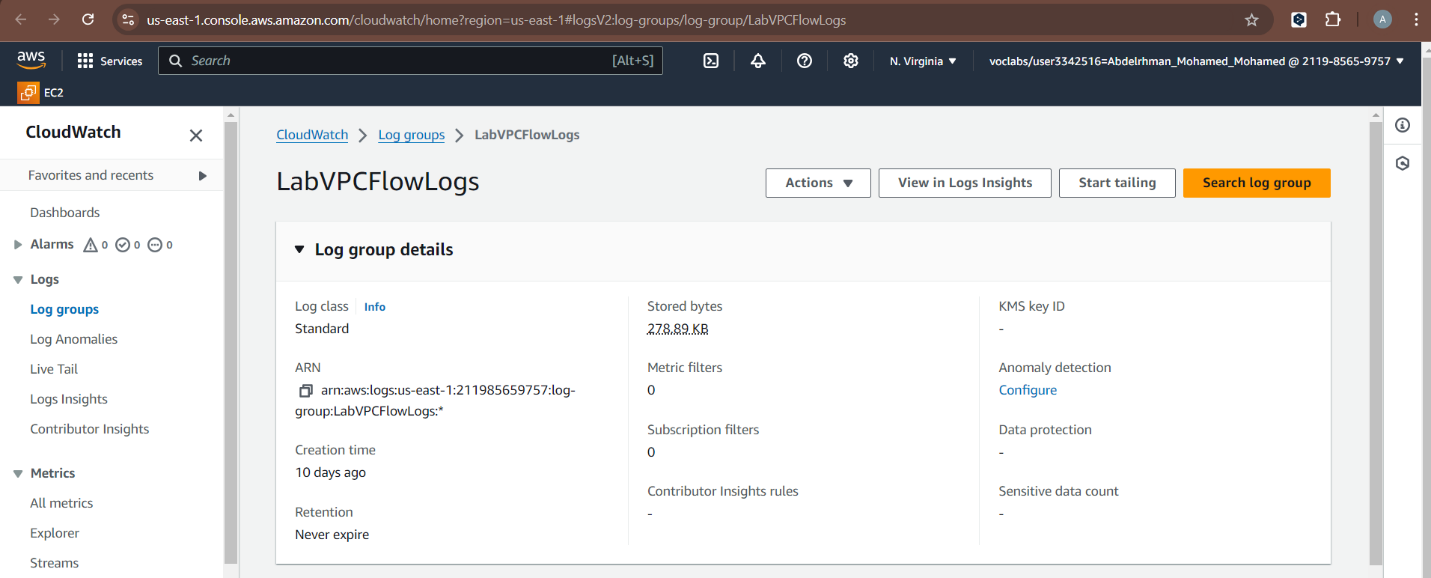 us-east-1.console.aws.amazon.com/cloudwatch/home?region=us-east-1#logsV2:log-groups/log-group/LabVPCFlowLogs
A
aws
Services
Search
[Alt+S]
N. Virginia
voclabs/user3342516=Abdelrhman_Mohamed_Mohamed @ 2119-8565-9757
EC2
CloudWatch
Favorites and recents
Dashboards
Alarms 0 0 0
Logs
Log groups
Log Anomalies
Live Tail
Logs Insights
Contributor Insights
Metrics
All metrics
Explorer
Streams
CloudWatch
Log groups
LabVPCFlowLogs
LabVPCFlowLogs
Actions
View in Logs Insights
Start tailing
Search log group
Log group details
Log class
Info
Standard
ARN
arn:aws:logs:us-east-1:211985659757:log-
group:LabVPCFlowLogs:*
Creation time
10 days ago
Retention
Never expire
Stored bytes
278.89 KB
Metric filters
0
Subscription filters
0
Contributor Insights rules
-
KMS key ID
-
Anomaly detection
Configure
Data protection
-
Sensitive data count
-